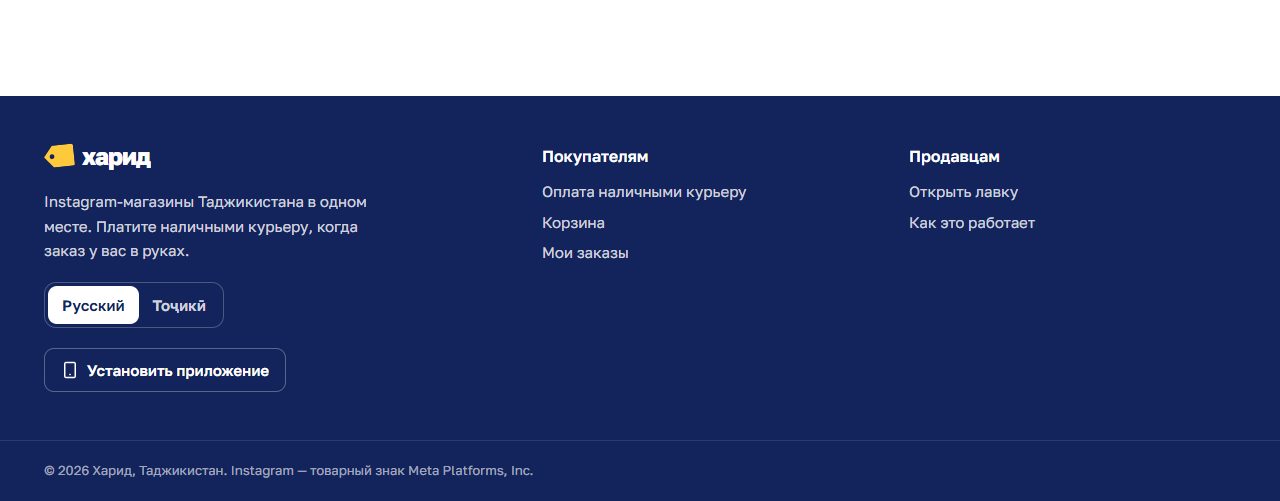 харид
Instagram-магазины Таджикистана в одном
месте. Платите наличными курьеру, когда
заказ у вас в руках.
Русский
Тоҷикӣ
Установить приложение
Покупателям
Оплата наличными курьеру
Корзина
Мои заказы
Продавцам
Открыть лавку
Как это работает
© 2026 Харид, Таджикистан. Instagram — товарный знак Meta Platforms, Inc.